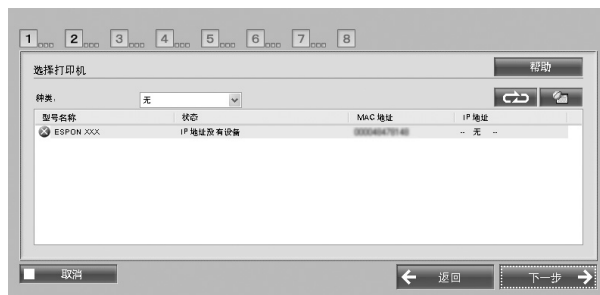 1 2 3 4 5 6 7 8
选择打印机
帮助
种类:
无
型号名称 状态 MAC 地址 IP 地址
ESPON XXX IP 地址没有设备 -- 无 --
取消 返回 下一步